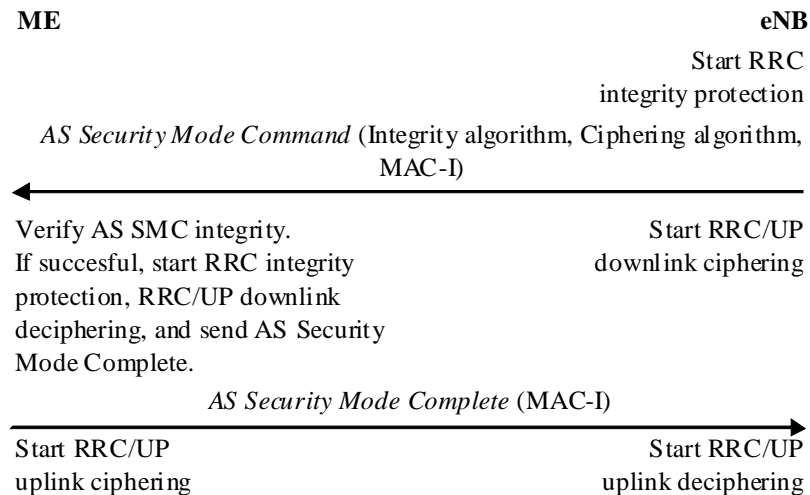 ME eNB
Start RRC
integrity protection
AS Security Mode Command (Integrity algorithm, Ciphering algorithm,
MAC-I)
Verify AS SMC integrity.
If succesful, start RRC integrity
protection, RRC/UP downlink
deciphering, and send AS Security
Mode Complete.
Start RRC/UP
downlink ciphering
AS Security Mode Complete (MAC-I)
Start RRC/UP
uplink ciphering
Start RRC/UP
uplink deciphering